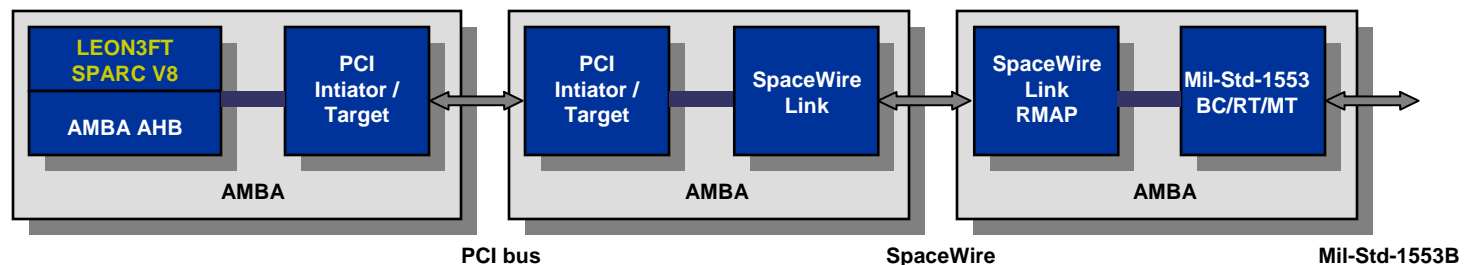 LEON3FT
SPARC V8
AMBA AHB
PCI
Intiator /
Target
AMBA
PCI
Intiator /
Target
SpaceWire
Link
AMBA
SpaceWire
Link
RMAP
Mil-Std-1553
BC/RT/MT
AMBA
PCI bus
SpaceWire
Mil-Std-1553B